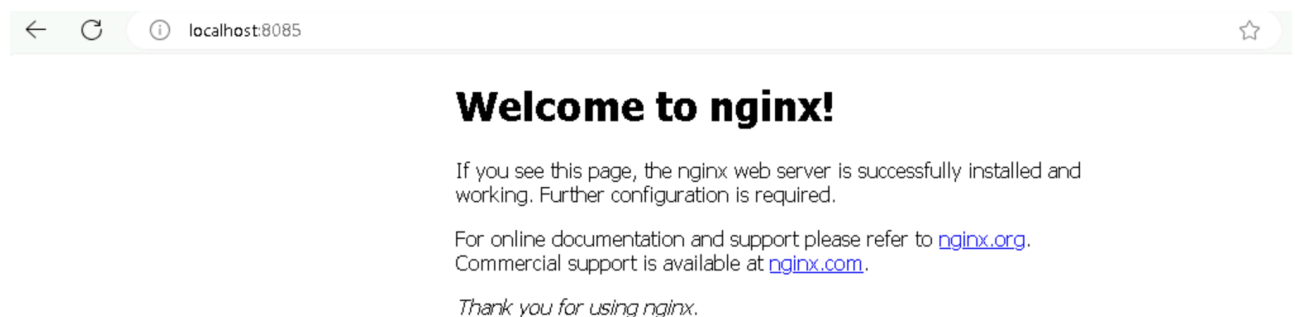 localhost:8085
Welcome to nginx!
If you see this page, the nginx web server is successfully installed and
working. Further configuration is required.
For online documentation and support please refer to nginx.org.
Commercial support is available at nginx.com.
Thank you for using nginx.